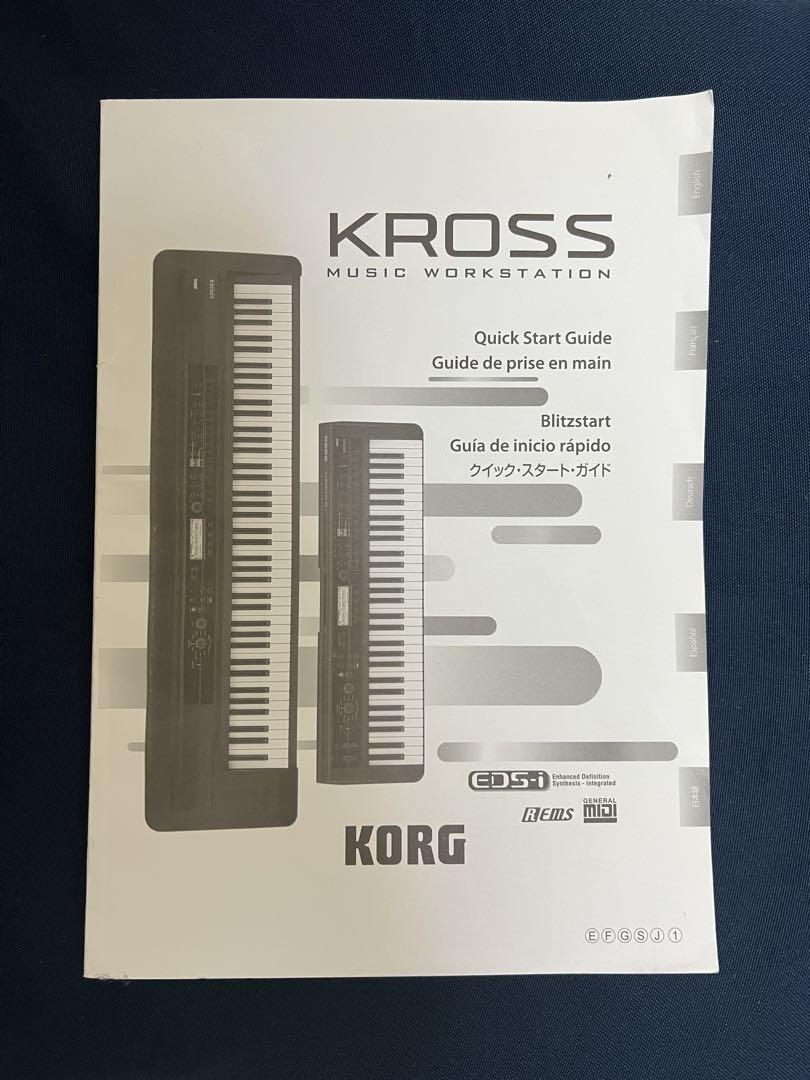 KROSS
MUSIC WORKSTATION
Quick Start Guide
Guide de prise en main
Blitzstart
Guía de inicio rápido
クイック・スタート・ガイド
English
Français
Deutsch
Español
日本語
KROSS
EDS-i Enhanced Definition
Synthesis - integrated
REMS
GENERAL
MIDI
KORG
E F G S J 1